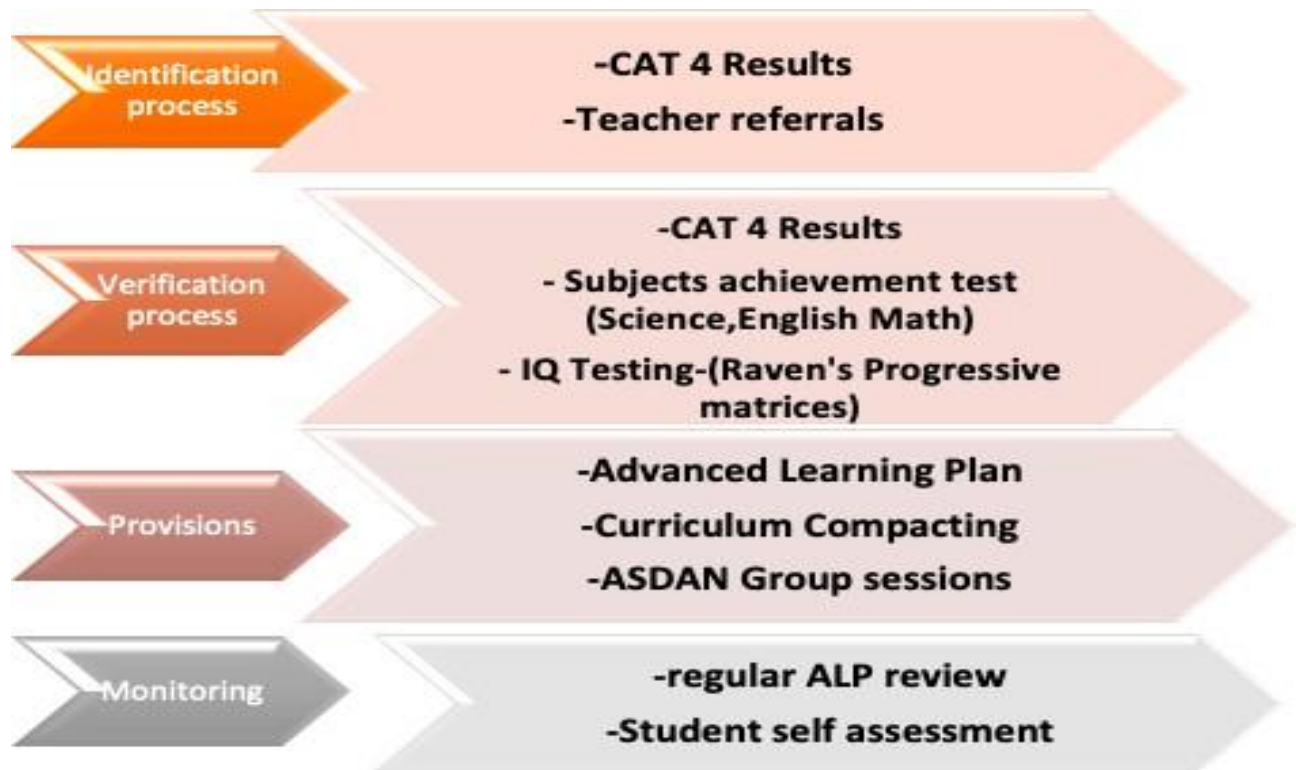 Identification
process
-CAT 4 Results
-Teacher referrals
Verification
process
-CAT 4 Results
- Subjects achievement test
(Science,English Math)
- IQ Testing-(Raven's Progressive
matrices)
Provisions
-Advanced Learning Plan
-Curriculum Compacting
-ASDAN Group sessions
Monitoring
-regular ALP review
-Student self assessment